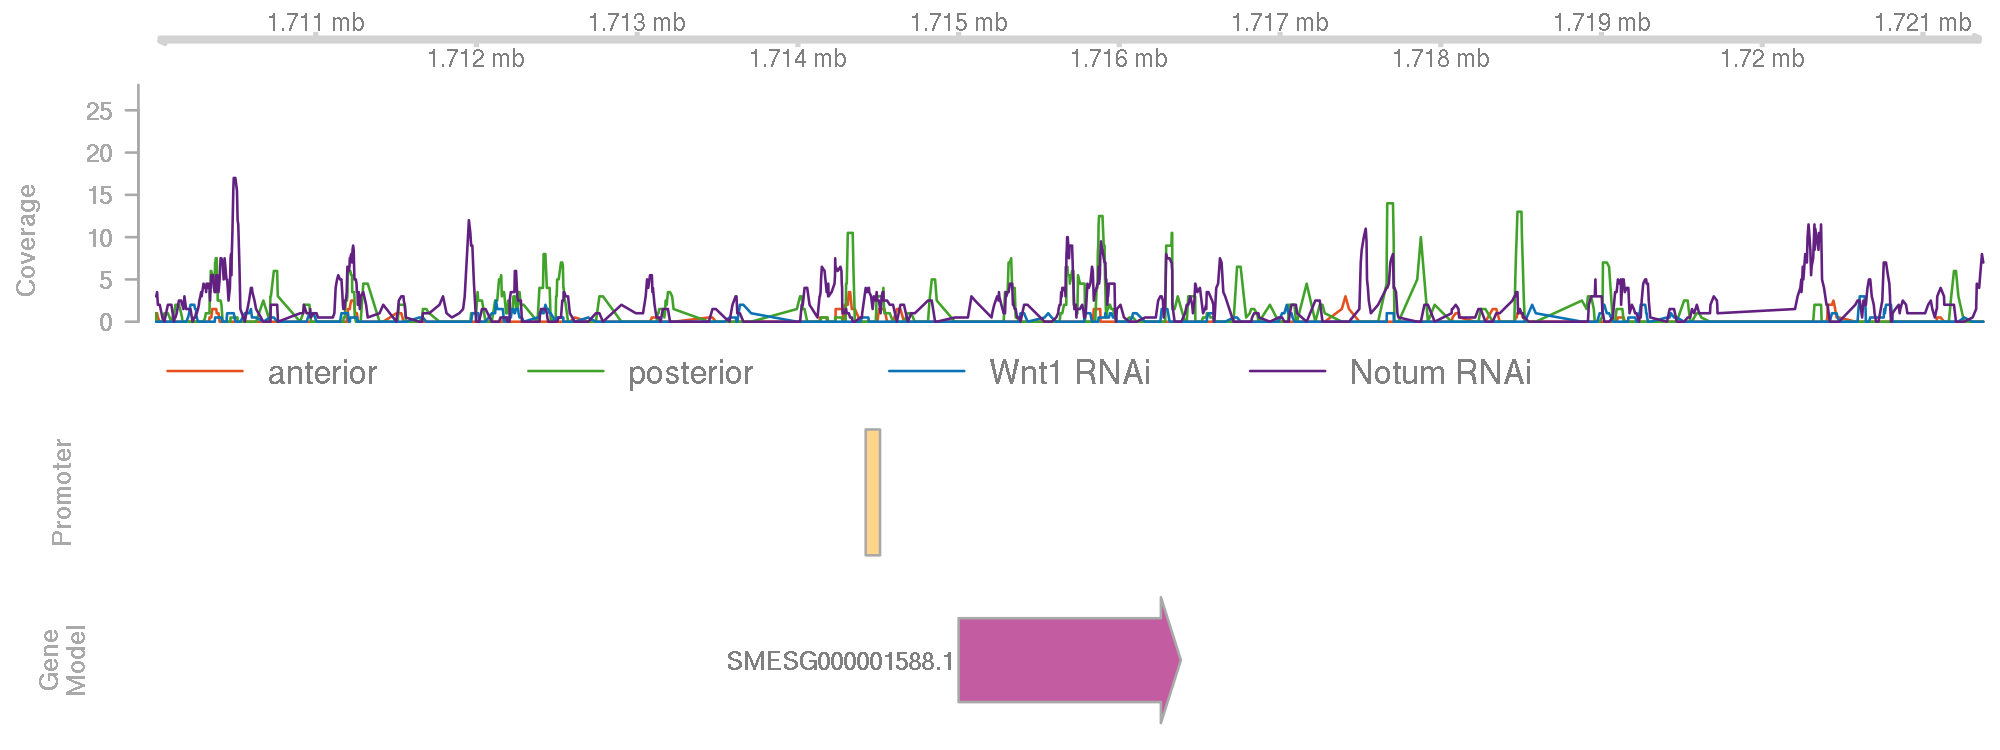 1.711 mb 1.713 mb 1.715 mb 1.717 mb 1.719 mb 1.721 mb
1.712 mb 1.714 mb 1.716 mb 1.718 mb 1.72 mb
Coverage
25
20
15
10
5
0
anterior posterior Wnt1 RNAi Notum RNAi
Promoter
Gene
Model
SMESG000001588.1